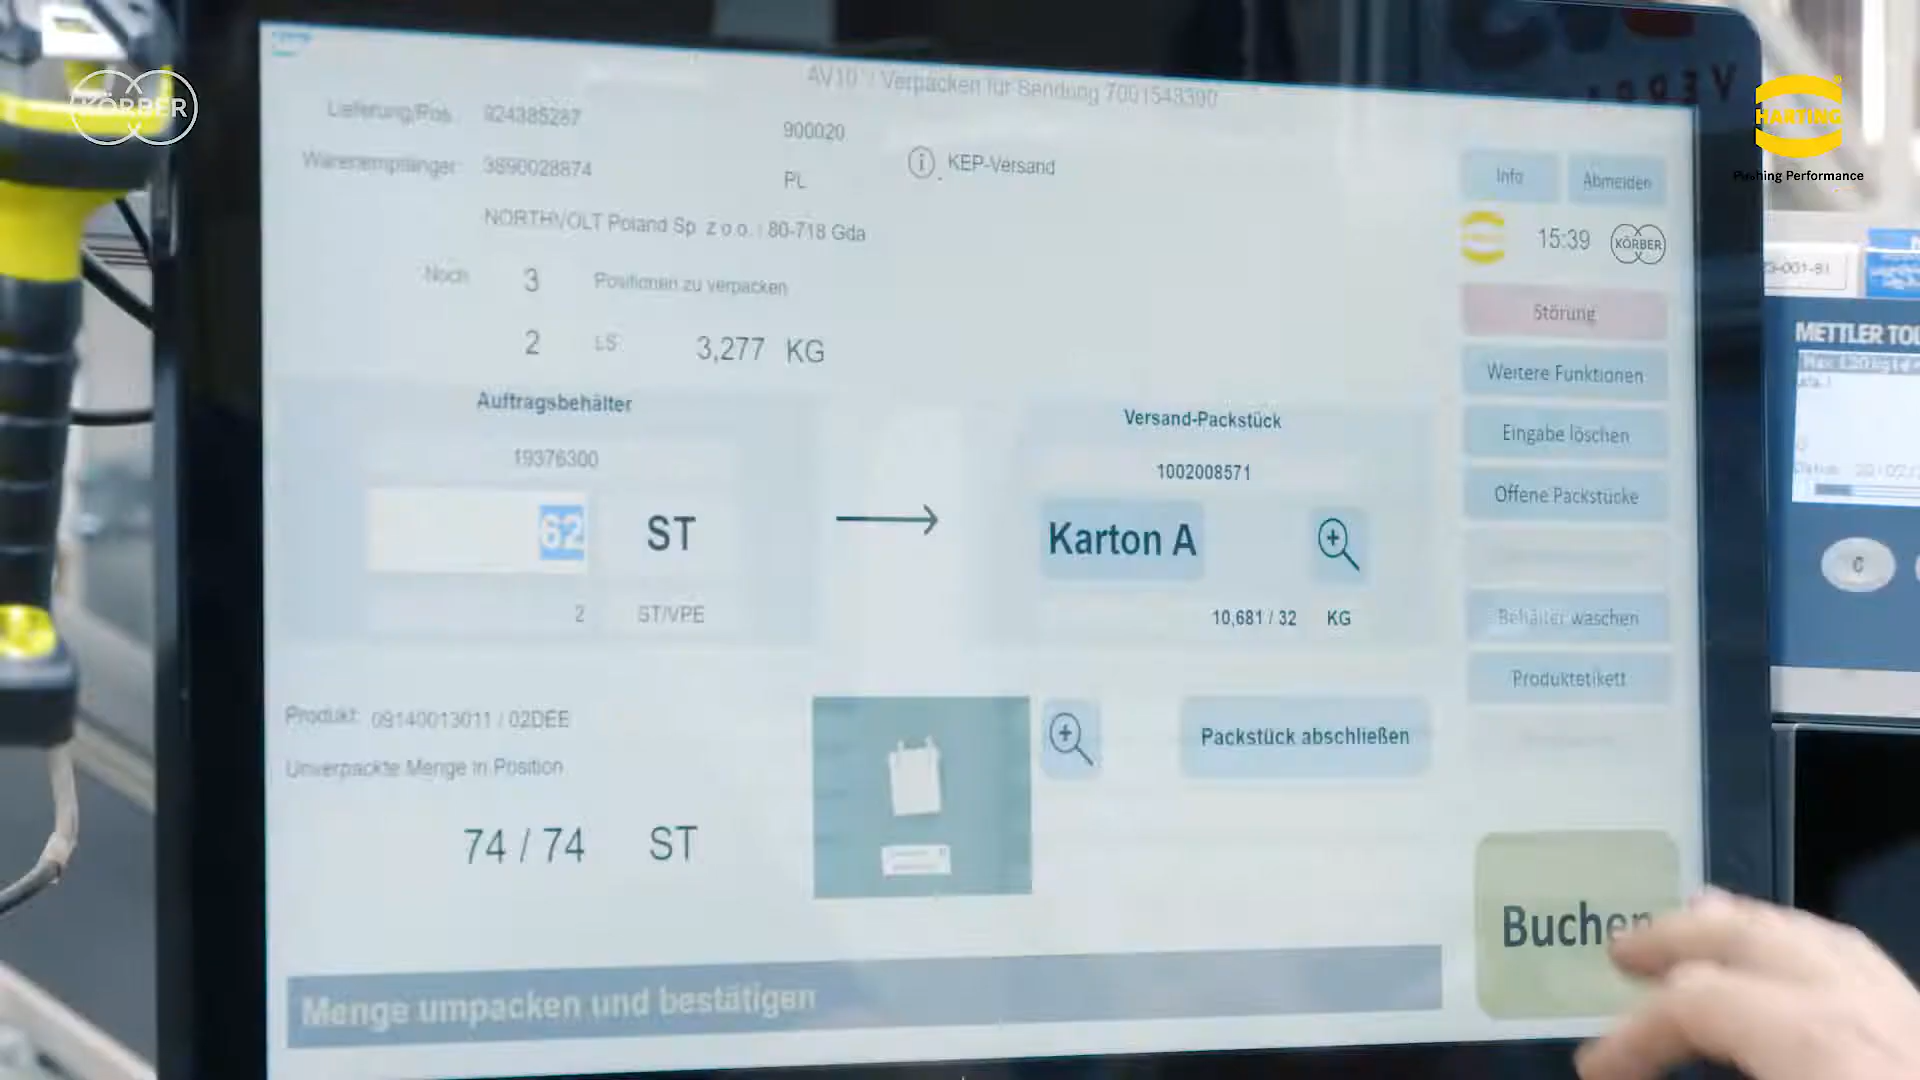 KÖRBER
HARTING
Pushing Performance
AV10 / Verpacken für Sendung 7001543390
Lieferung/Pos. 924385287
900020
Warenempfänger: 3890028874
PL
KEP-Versand
NORTHVOLT Poland Sp. z o.o. 80-718 Gda
Noch 3 Positionen zu verpacken
2 LS 3,277 KG
Auftragsbehälter
19376300
62 ST
2 ST/VPE
Versand-Packstück
1002008571
Karton A
10,681 / 32 KG
Produkt: 09140013011 / 02DEE
Unverpackte Menge in Position
74 / 74 ST
Packstück abschließen
Menge umpacken und bestätigen
Info
Abmelden
15:39
KÖRBER
Störung
Weitere Funktionen
Eingabe löschen
Offene Packstücke
Behälter waschen
Produktetikett
Buchen
METTLER TOL
C